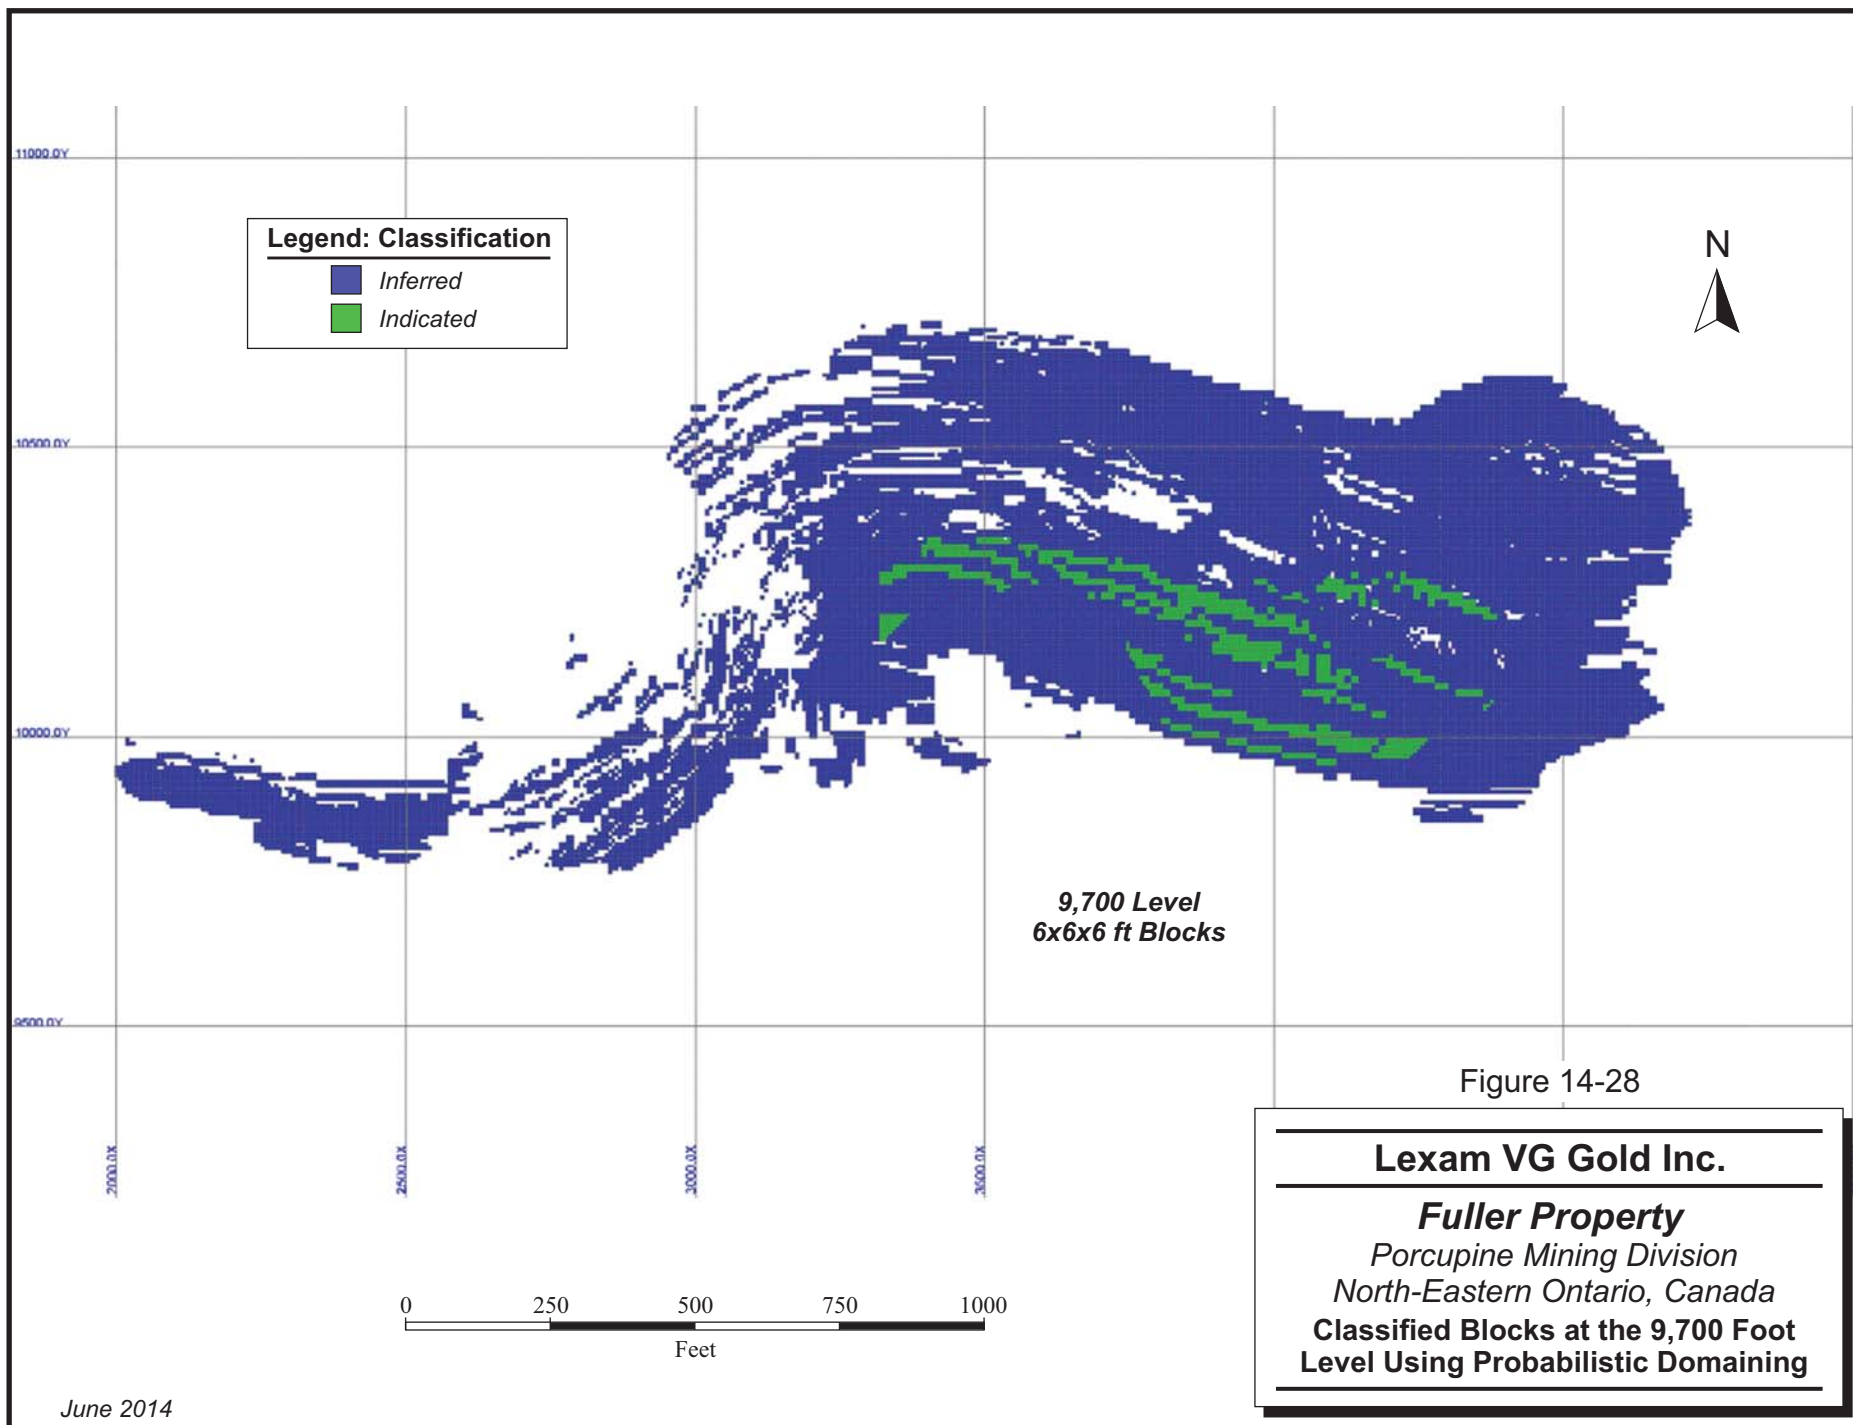 11000.0Y
Legend: Classification
Inferred
Indicated
N
10500.0Y
10000.0Y
9,700 Level
6x6x6 ft Blocks
9500.0Y
Figure 14-28
2000.0X
2500.0X
3000.0X
3500.0X
Lexam VG Gold Inc.
Fuller Property
Porcupine Mining Division
North-Eastern Ontario, Canada
Classified Blocks at the 9,700 Foot
Level Using Probabilistic Domaining
0 250 500 750 1000
Feet
June 2014